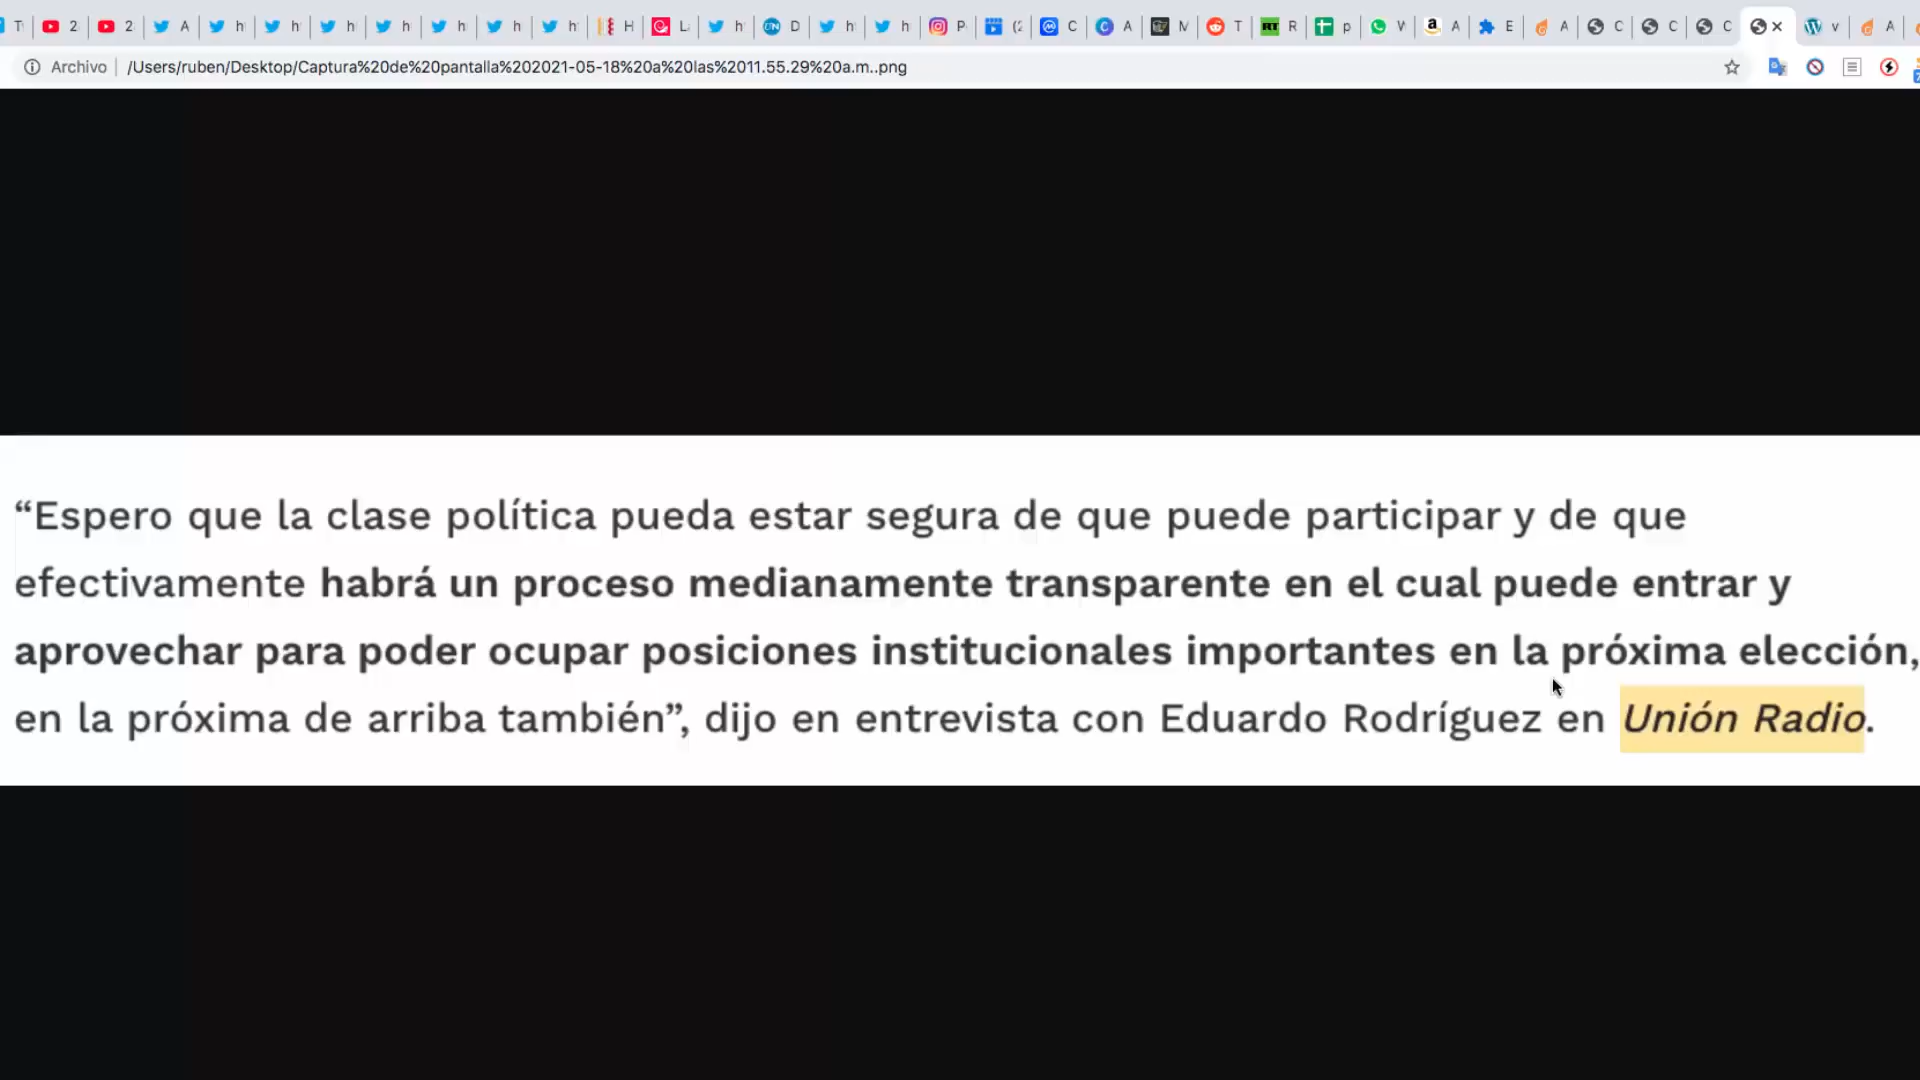 2
2
A
h
h
h
h
h
h
h
h
H
L
h
D
h
h
P
(2
C
A
M
T
R
p
A
E
A
C
C
C
v
A
Archivo
/Users/ruben/Desktop/Captura%20de%20pantalla%202021-05-18%20a%20las%2011.55.29%20a.m..png
“Espero que la clase política pueda estar segura de que puede participar y de que
efectivamente habrá un proceso medianamente transparente en el cual puede entrar y
aprovechar para poder ocupar posiciones institucionales importantes en la próxima elección,
en la próxima de arriba también”, dijo en entrevista con Eduardo Rodríguez en Unión Radio.